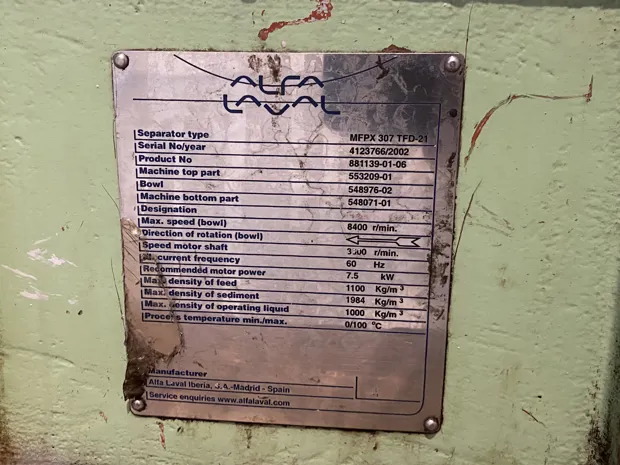 ALFA
LAVAL
Separator type MFPX 307 TFD-21
Serial No/year 4123766/2002
Product No 881139-01-06
Machine top part 553209-01
Bowl 548976-02
Machine bottom part 548071-01
Designation
Max. speed (bowl) 8400 r/min.
Direction of rotation (bowl)
Speed motor shaft r/min.
El. current frequency 60 Hz
Recommended motor power 7.5 kW
Max. density of feed 1100 Kg/m³
Max. density of sediment 1984 Kg/m³
Max. density of operating liquid 1000 Kg/m³
Process temperature min./max. 0/100 °C
Manufacturer
Alfa Laval Iberia, S.A.-Madrid - Spain
Service enquiries www.alfalaval.com